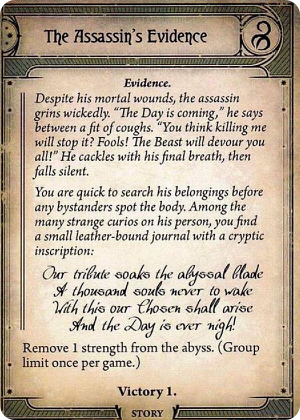 The Assassin's Evidence
Evidence.
Despite his mortal wounds, the assassin
grins wickedly. "The Day is coming," he says
between a fit of coughs. "You think killing me
will stop it? Fools! The Beast will devour you
all!" He cackles with his final breath, then
falls silent.
You are quick to search his belongings before
any bystanders spot the body. Among the
many strange curios on his person, you find
a small leather-bound journal with a cryptic
inscription:
Our tribute soaks the abyssal blade
A thousand souls never to wake
With this our Chosen shall arise
And the Day is ever nigh!
Remove 1 strength from the abyss. (Group
limit once per game.)
Victory 1.
STORY